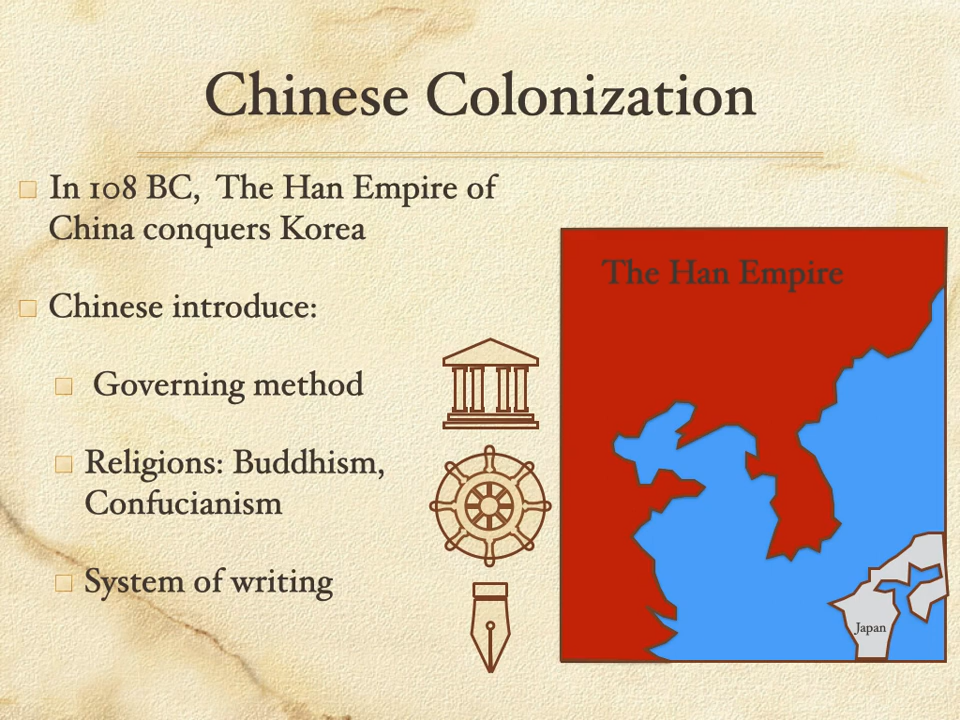 Chinese Colonization
In 108 BC,  The Han Empire of
China conquers Korea
Chinese introduce:
Governing method
Religions: Buddhism,
Confucianism
System of writing
The Han Empire
Japan